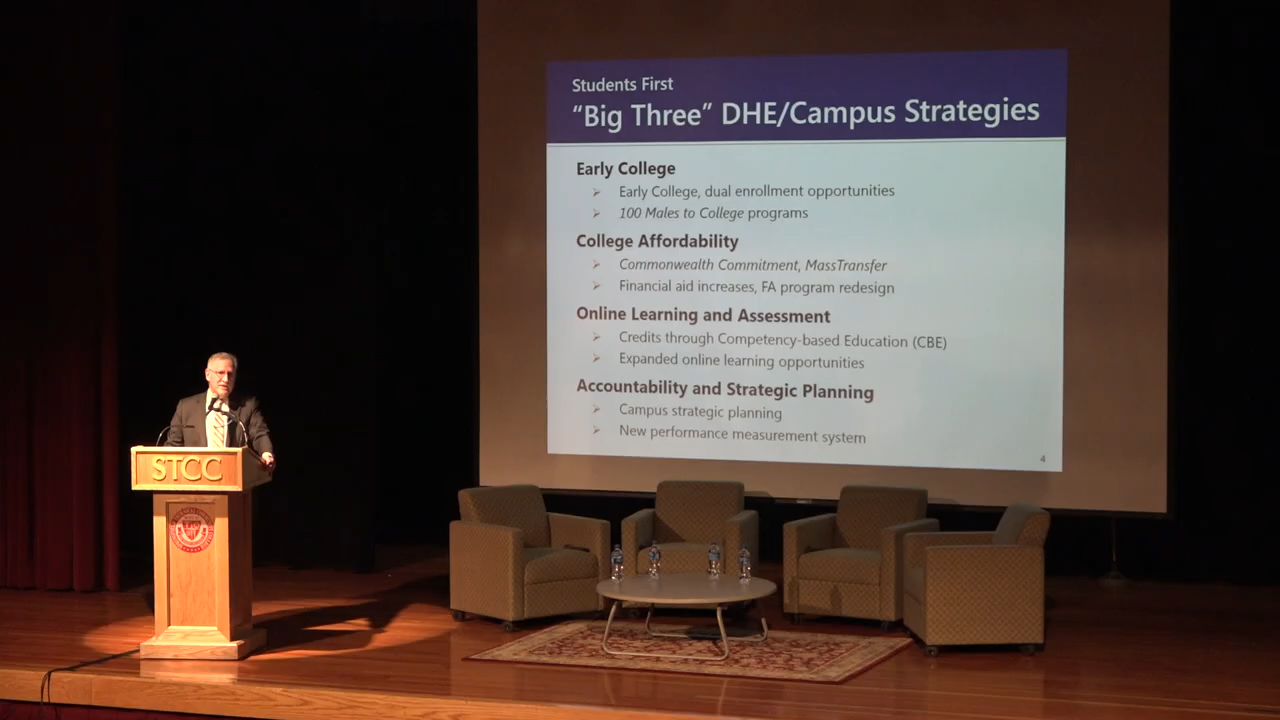 Students First
"Big Three" DHE/Campus Strategies
Early College
Early College, dual enrollment opportunities
100 Males to College programs
College Affordability
Commonwealth Commitment, MassTransfer
Financial aid increases, FA program redesign
Online Learning and Assessment
Credits through Competency-based Education (CBE)
Expanded online learning opportunities
Accountability and Strategic Planning
Campus strategic planning
New performance measurement system
4
STCC